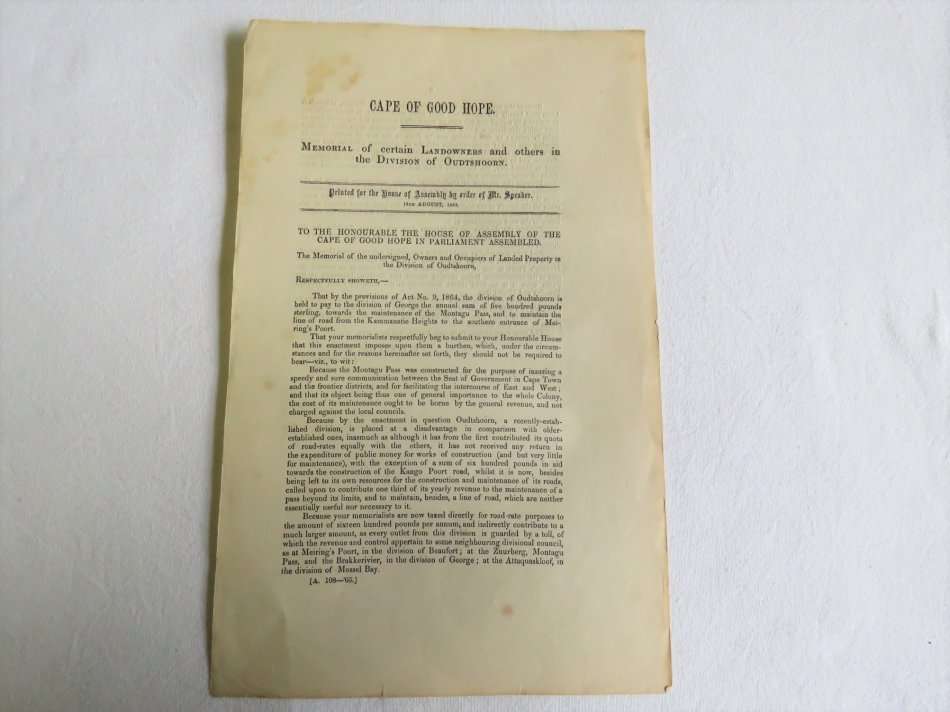 CAPE OF GOOD HOPE.
MEMORIAL of certain LANDOWNERS and others in
the DIVISION of OUDTSHOORN.
Printed for the House of Assembly by order of Mr. Speaker.
AUGUST,
TO THE HONOURABLE THE HOUSE OF ASSEMBLY OF THE
CAPE OF GOOD HOPE IN PARLIAMENT ASSEMBLED.
The Memorial of the undersigned, Owners and Occupiers of Landed Property in
the Division of Oudtshoorn,
RESPECTFULLY SHOWETH,—
That by the provisions of Act No. 9, 1864, the division of Oudtshoorn is
held to pay to the division of George the annual sum of five hundred pounds
sterling, towards the maintenance of the Montagu Pass, and to maintain the
line of road from the Kammanatie Heights to the southern entrance of Mei-
ring's Poort.
That your memorialists respectfully beg to submit to your Honourable House
that this enactment imposes upon them a burthen, which, under the circum-
stances and for the reasons hereinafter set forth, they should not be required to
bear—viz., to wit:
Because the Montagu Pass was constructed for the purpose of insuring a
speedy and sure communication between the Seat of Government in Cape Town
and the frontier districts, and for facilitating the intercourse of East and West;
and that its object being thus one of general importance to the whole Colony,
the cost of its maintenance ought to be borne by the general revenue, and not
charged against the local councils.
Because by the enactment in question Oudtshoorn, a recently-estab-
lished division, is placed at a disadvantage in comparison with older-
established ones, inasmuch as although it has from the first contributed its quota
of road-rates equally with the others, it has not received any return in
the expenditure of public money for works of construction (and but very little
for maintenance), with the exception of a sum of six hundred pounds in aid
towards the construction of the Kango Poort road, whilst it is now, besides
being left to its own resources for the construction and maintenance of its roads,
called upon to contribute one third of its yearly revenue to the maintenance of a
pass beyond its limits, and to maintain, besides, a line of road, which are neither
essentially useful nor necessary to it.
Because your memorialists are now taxed directly for road-rate purposes to
the amount of sixteen hundred pounds per annum, and indirectly contribute to a
much larger amount, as every outlet from this division is guarded by a toll, of
which the revenue and control appertain to some neighbouring divisional council,
as at Meiring's Poort, in the division of Beaufort; at the Zuurberg, Montagu
Pass, and the Brakkerivier, in the division of George; at the Attaquaskloof, in
the division of Mossel Bay.
[A. 108—'65.]